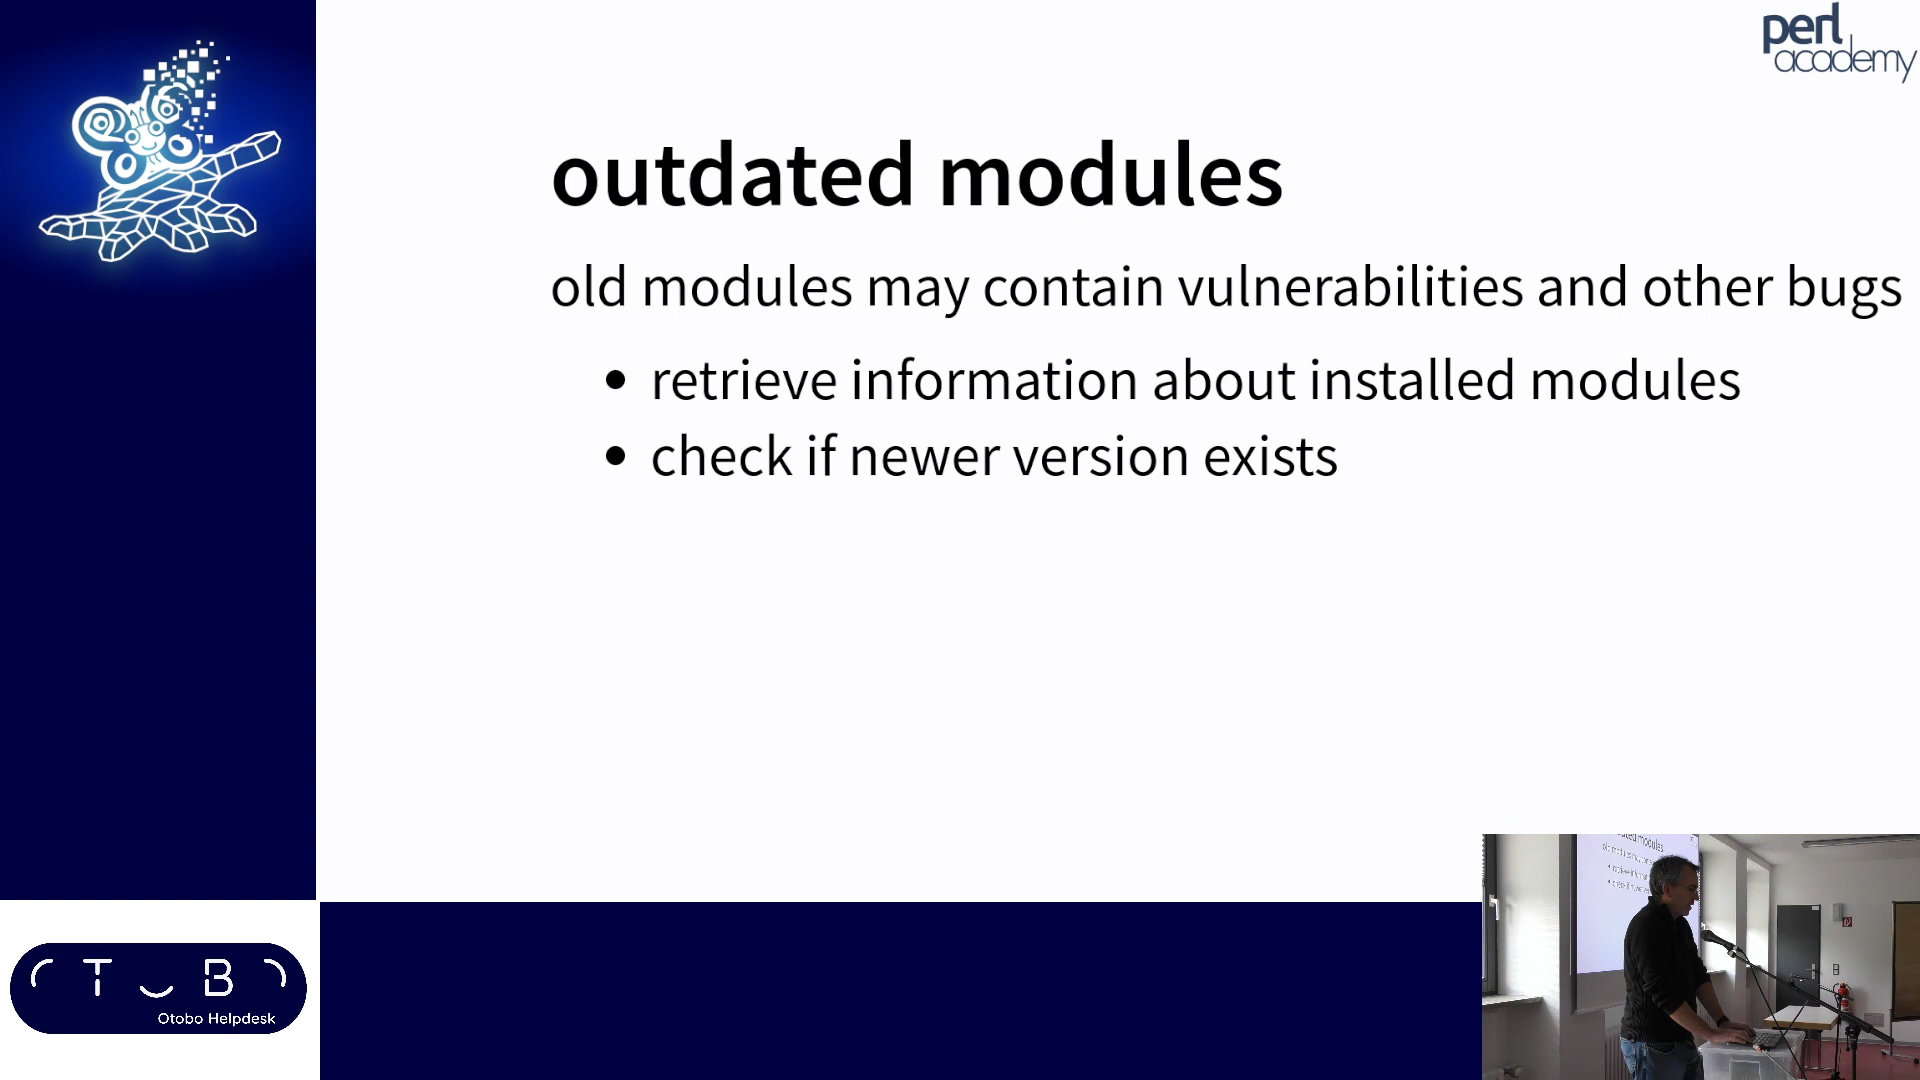 perl
academy
outdated modules
old modules may contain vulnerabilities and other bugs
retrieve information about installed modules
check if newer version exists
OTOBO
Otobo Helpdesk